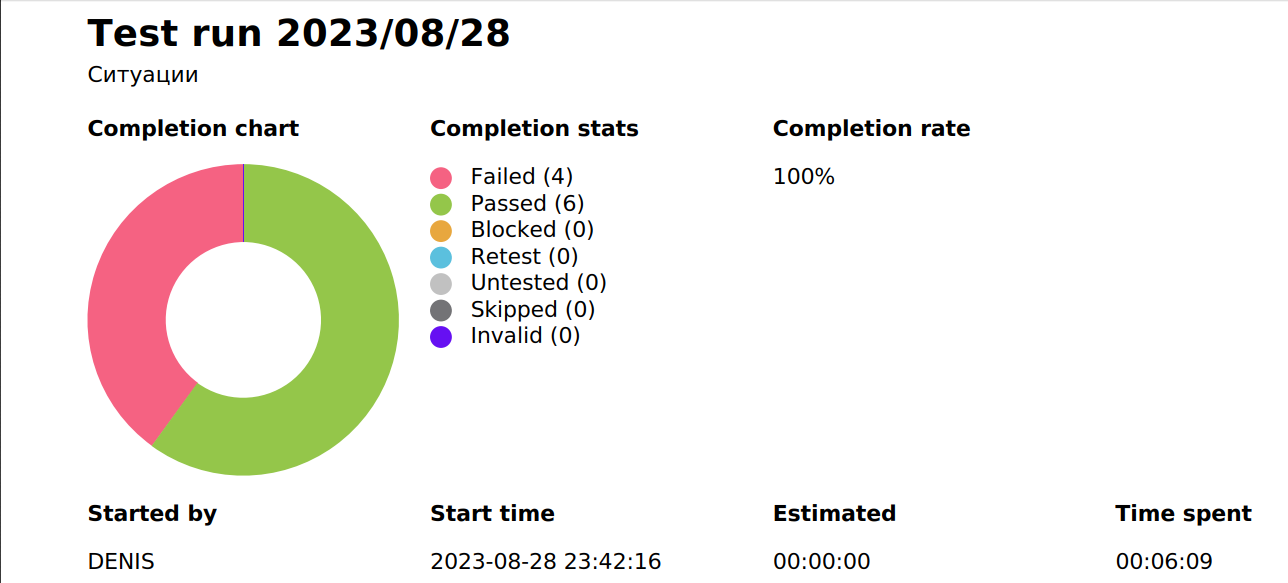 Test run 2023/08/28
Ситуации
Completion chart
Completion stats
Completion rate
Failed (4)
Passed (6)
Blocked (0)
Retest (0)
Untested (0)
Skipped (0)
Invalid (0)
100%
Started by
Start time
Estimated
Time spent
DENIS
2023-08-28 23:42:16
00:00:00
00:06:09